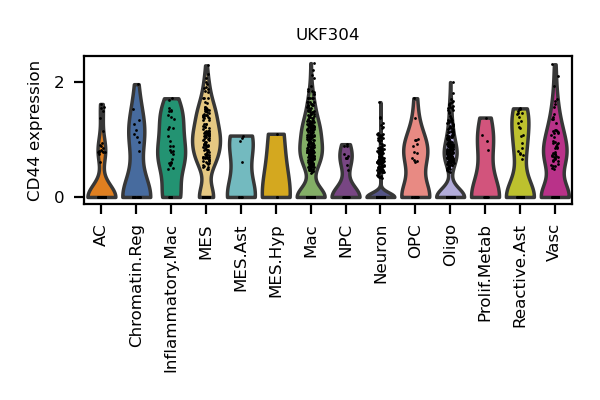 UKF304
CD44 expression
2
0
AC
Chromatin.Reg
Inflammatory.Mac
MES
MES.Ast
MES.Hyp
Mac
NPC
Neuron
OPC
Oligo
Prolif.Metab
Reactive.Ast
Vasc